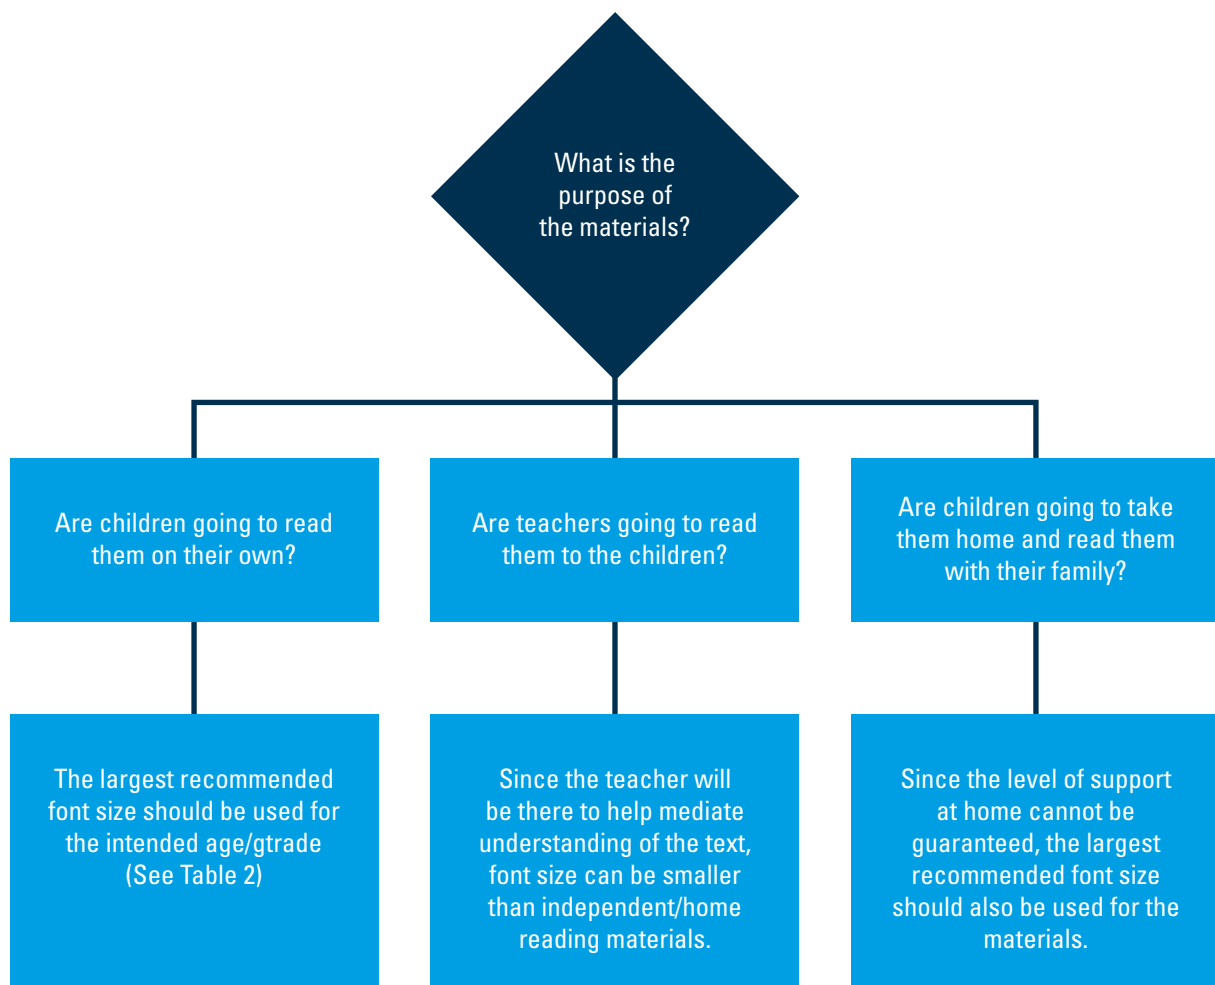 What is the
purpose of
the materials?
Are children going to read
them on their own?
Are teachers going to read
them to the children?
Are children going to take
them home and read them
with their family?
The largest recommended
font size should be used for
the intended age/gtrade
(See Table 2)
Since the teacher will
be there to help mediate
understanding of the text,
font size can be smaller
than independent/home
reading materials.
Since the level of support
at home cannot be
guaranteed, the largest
recommended font size
should also be used for the
materials.